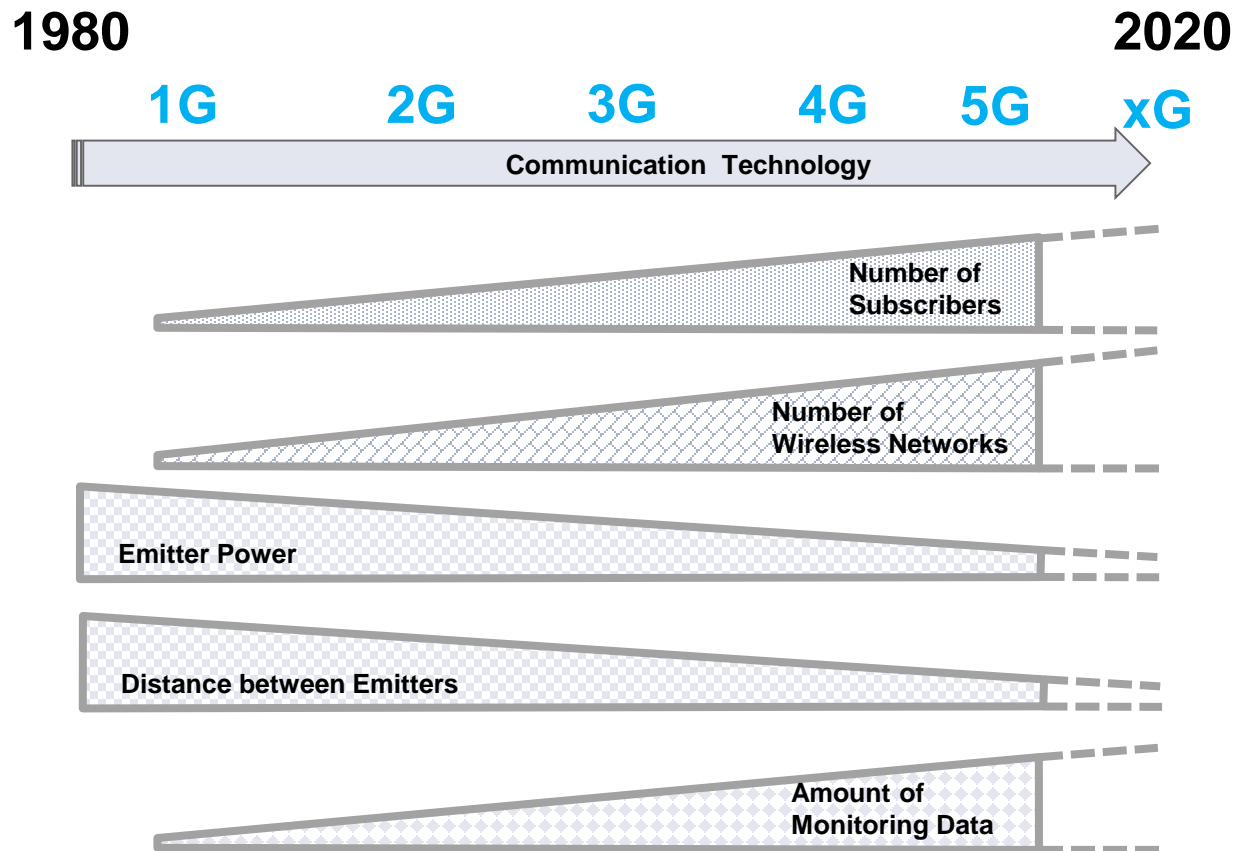 1980 2020
1G 2G 3G 4G 5G xG
Communication Technology
Number of
Subscribers
Number of
Wireless Networks
Emitter Power
Distance between Emitters
Amount of
Monitoring Data